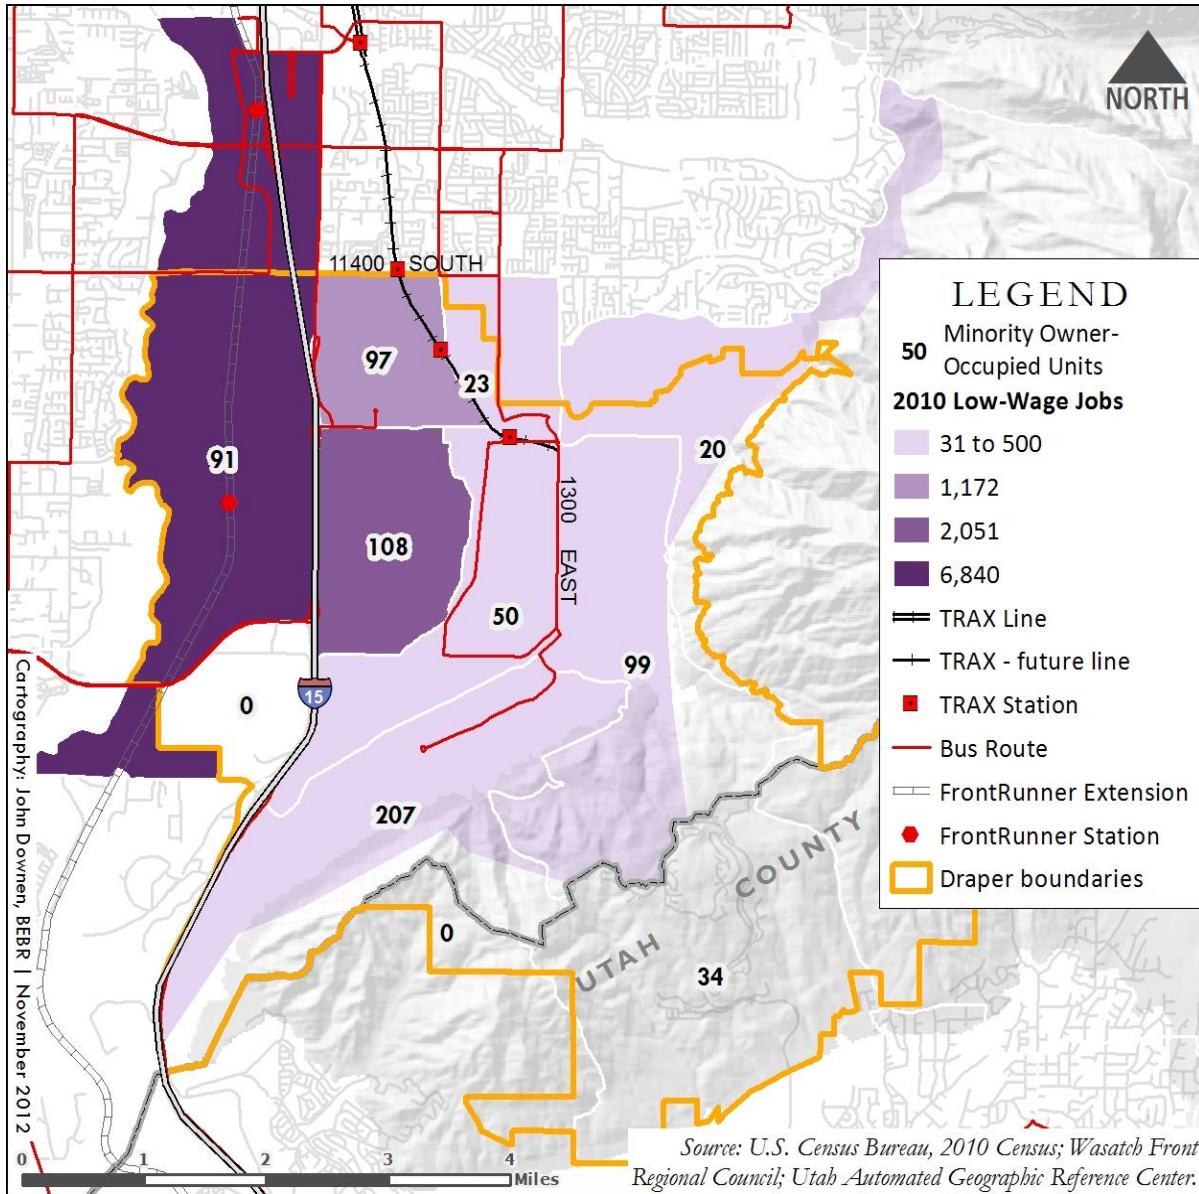 NORTH
11400 SOUTH
97
23
91
20
108
1300 EAST
50
99
0
15
207
0
34
UTAH COUNTY
LEGEND
50 Minority Owner-
Occupied Units
2010 Low-Wage Jobs
31 to 500
1,172
2,051
6,840
TRAX Line
TRAX - future line
TRAX Station
Bus Route
FrontRunner Extension
FrontRunner Station
Draper boundaries
Cartography: John Downen, BEBR | November 2012
0 1 2 3 4 Miles
Source: U.S. Census Bureau, 2010 Census; Wasatch Front
Regional Council; Utah Automated Geographic Reference Center.